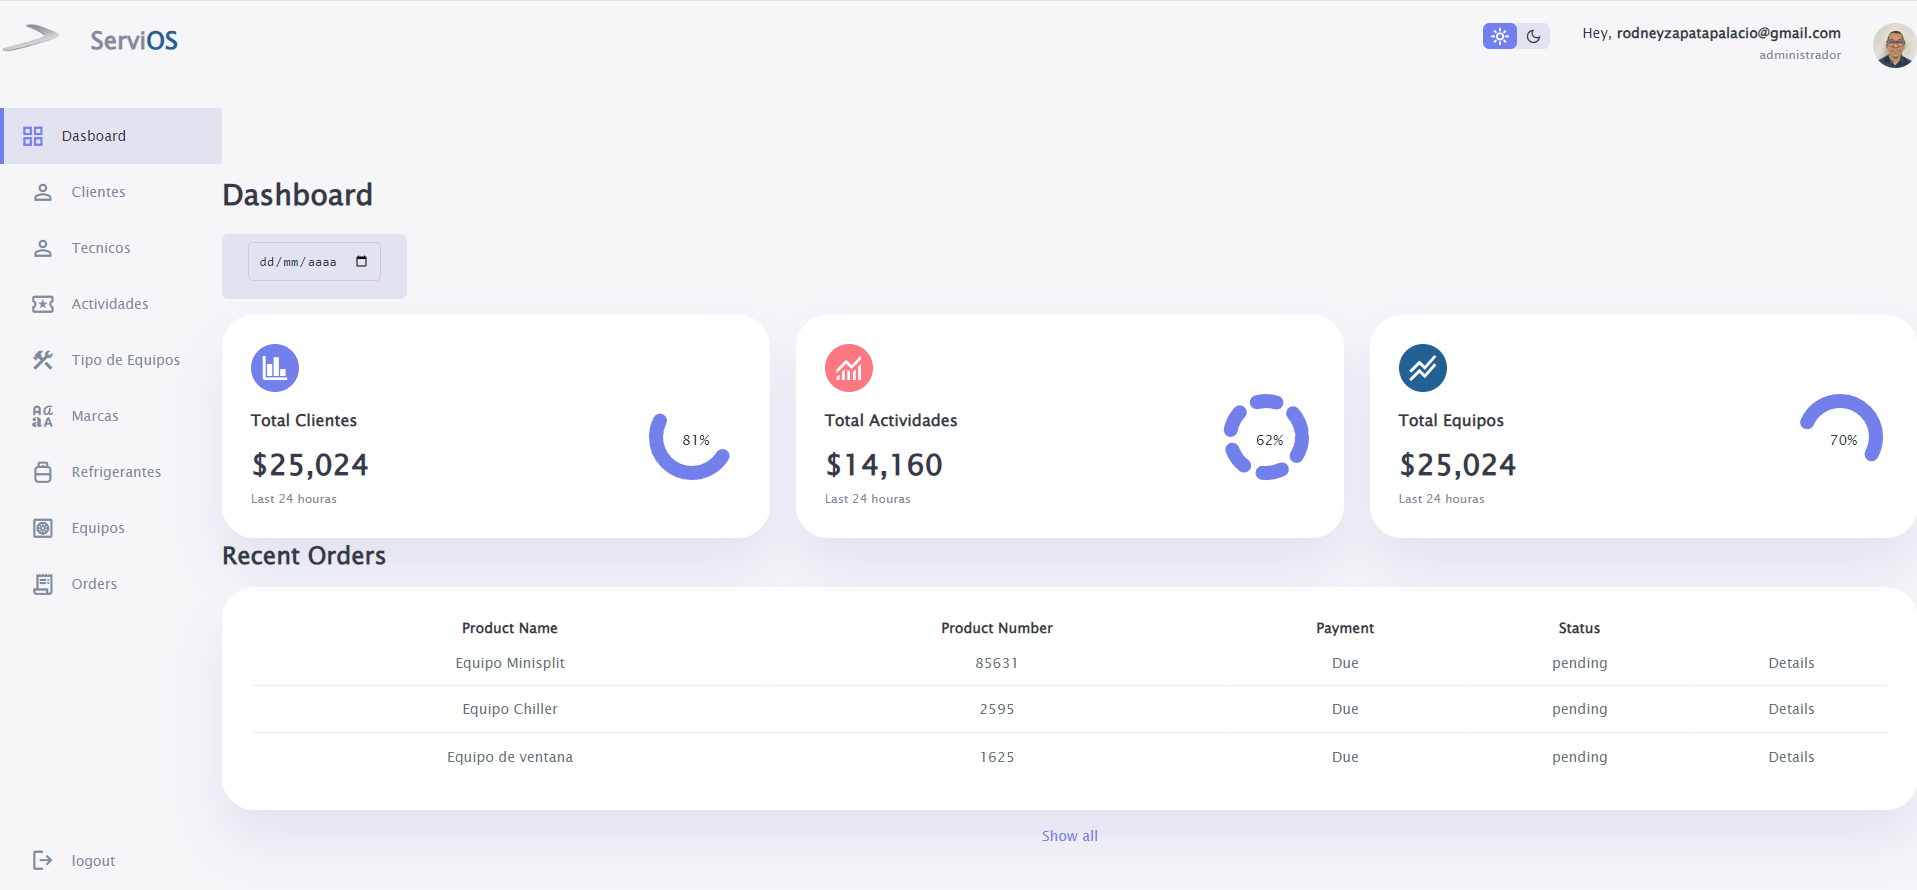 ServiOS
Hey, rodneyzapatapalacio@gmail.com
administrador
Dasboard
Clientes
Tecnicos
Actividades
Tipo de Equipos
Marcas
Refrigerantes
Equipos
Orders
logout
Dashboard
dd/mm/aaaa
Total Clientes
$25,024
Last 24 houras
81%
Total Actividades
$14,160
Last 24 houras
62%
Total Equipos
$25,024
Last 24 houras
70%
Recent Orders
Product Name Product Number Payment Status
Equipo Minisplit 85631 Due pending Details
Equipo Chiller 2595 Due pending Details
Equipo de ventana 1625 Due pending Details
Show all